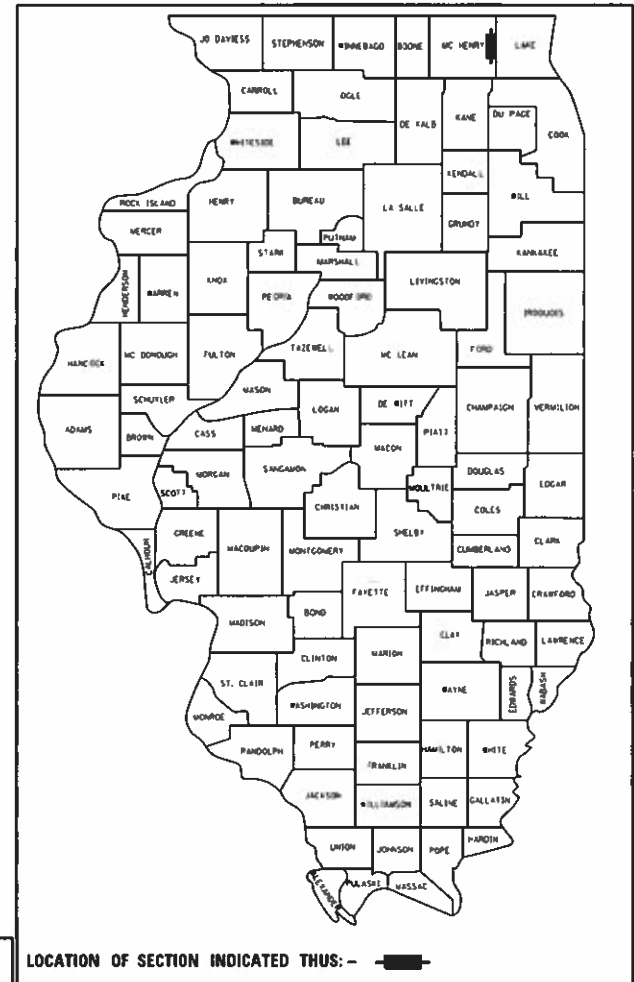 JO DAVIESS STEPHENSON WINNEBAGO BOONE MC HENRY LAKE
CARROLL OGLE DE KALB KANE DU PAGE COOK
WHITESIDE LEE KENDALL WILL
ROCK ISLAND HENRY BUREAU LA SALLE GRUNDY
MERCER PUTNAM KANKAKEE
STARK MARSHALL
HENDERSON WARREN KNOX PEORIA WOODFORD LIVINGSTON IROQUOIS
HANCOCK MC DONOUGH FULTON TAZEWELL MC LEAN FORD
SCHUYLER MASON LOGAN DE WITT CHAMPAIGN VERMILION
ADAMS BROWN CASS MENARD MACON PIATT
PIKE SCOTT MORGAN SANGAMON CHRISTIAN MOULTRIE DOUGLAS EDGAR
COLES
CALHOUN GREENE MACOUPIN MONTGOMERY SHELBY CUMBERLAND CLARK
JERSEY FAYETTE EFFINGHAM JASPER CRAWFORD
MADISON BOND CLAY RICHLAND LAWRENCE
CLINTON MARION
ST. CLAIR WAYNE EDWARDS WABASH
MONROE WASHINGTON JEFFERSON
RANDOLPH PERRY HAMILTON WHITE
FRANKLIN
JACKSON WILLIAMSON SALINE GALLATIN
UNION JOHNSON POPE HARDIN
ALEXANDER PULASKI MASSAC
LOCATION OF SECTION INDICATED THUS: -